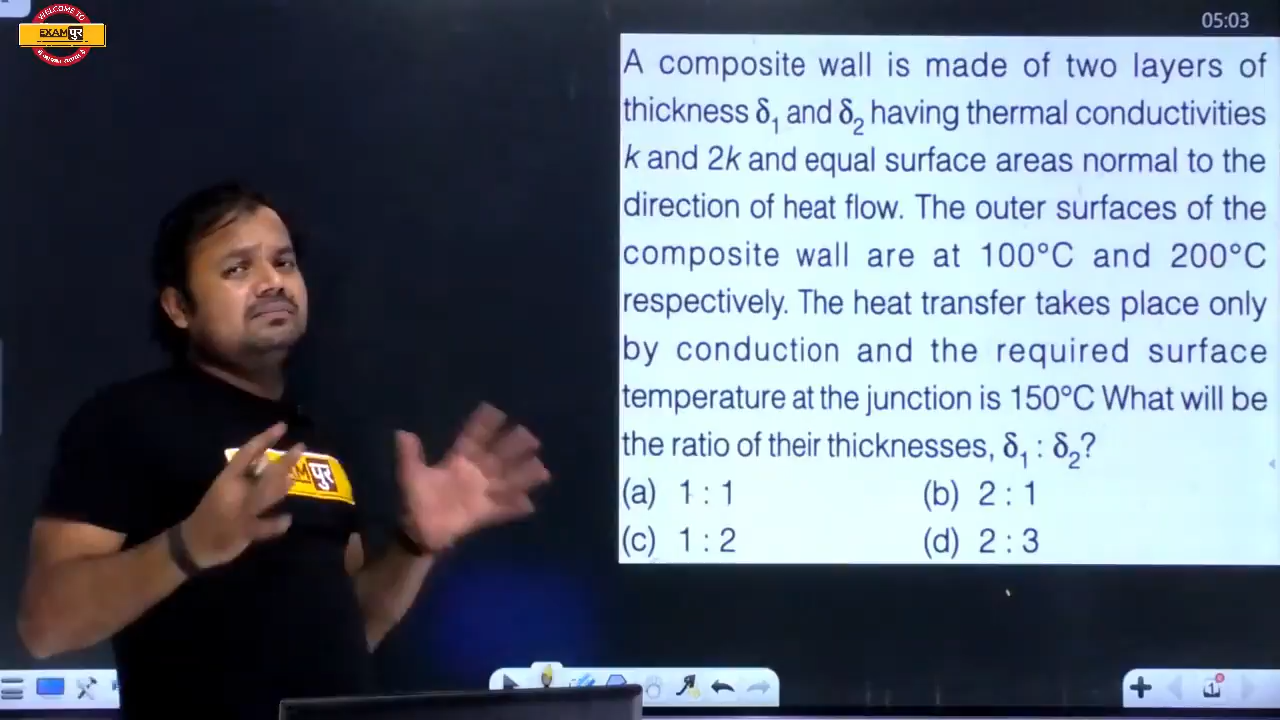 WELCOME TO
EXAMपुर
05:03
A composite wall is made of two layers of
thickness δ₁ and δ₂ having thermal conductivities
k and 2k and equal surface areas normal to the
direction of heat flow. The outer surfaces of the
composite wall are at 100°C and 200°C
respectively. The heat transfer takes place only
by conduction and the required surface
temperature at the junction is 150°C What will be
the ratio of their thicknesses, δ₁ : δ₂?
(a) 1 : 1 (b) 2 : 1
(c) 1 : 2 (d) 2 : 3
पुर
1